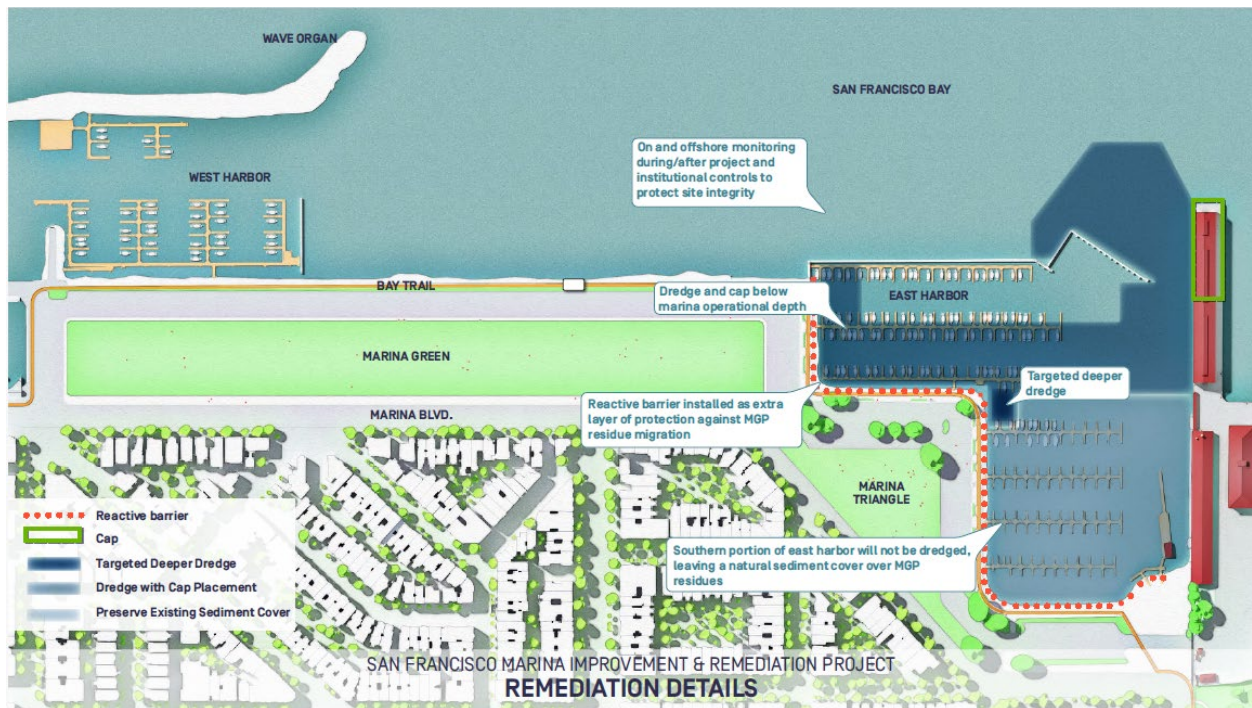 WAVE ORGAN
SAN FRANCISCO BAY
On and offshore monitoring
during/after project and
institutional controls to
protect site integrity
WEST HARBOR
BAY TRAIL
Dredge and cap below
marina operational depth
EAST HARBOR
MARINA GREEN
Targeted deeper
dredge
MARINA BLVD.
Reactive barrier installed as extra
layer of protection against MGP
residue migration
MARINA
TRIANGLE
Southern portion of east harbor will not be dredged,
leaving a natural sediment cover over MGP
residues
Reactive barrier
Cap
Targeted Deeper Dredge
Dredge with Cap Placement
Preserve Existing Sediment Cover
SAN FRANCISCO MARINA IMPROVEMENT & REMEDIATION PROJECT
REMEDIATION DETAILS